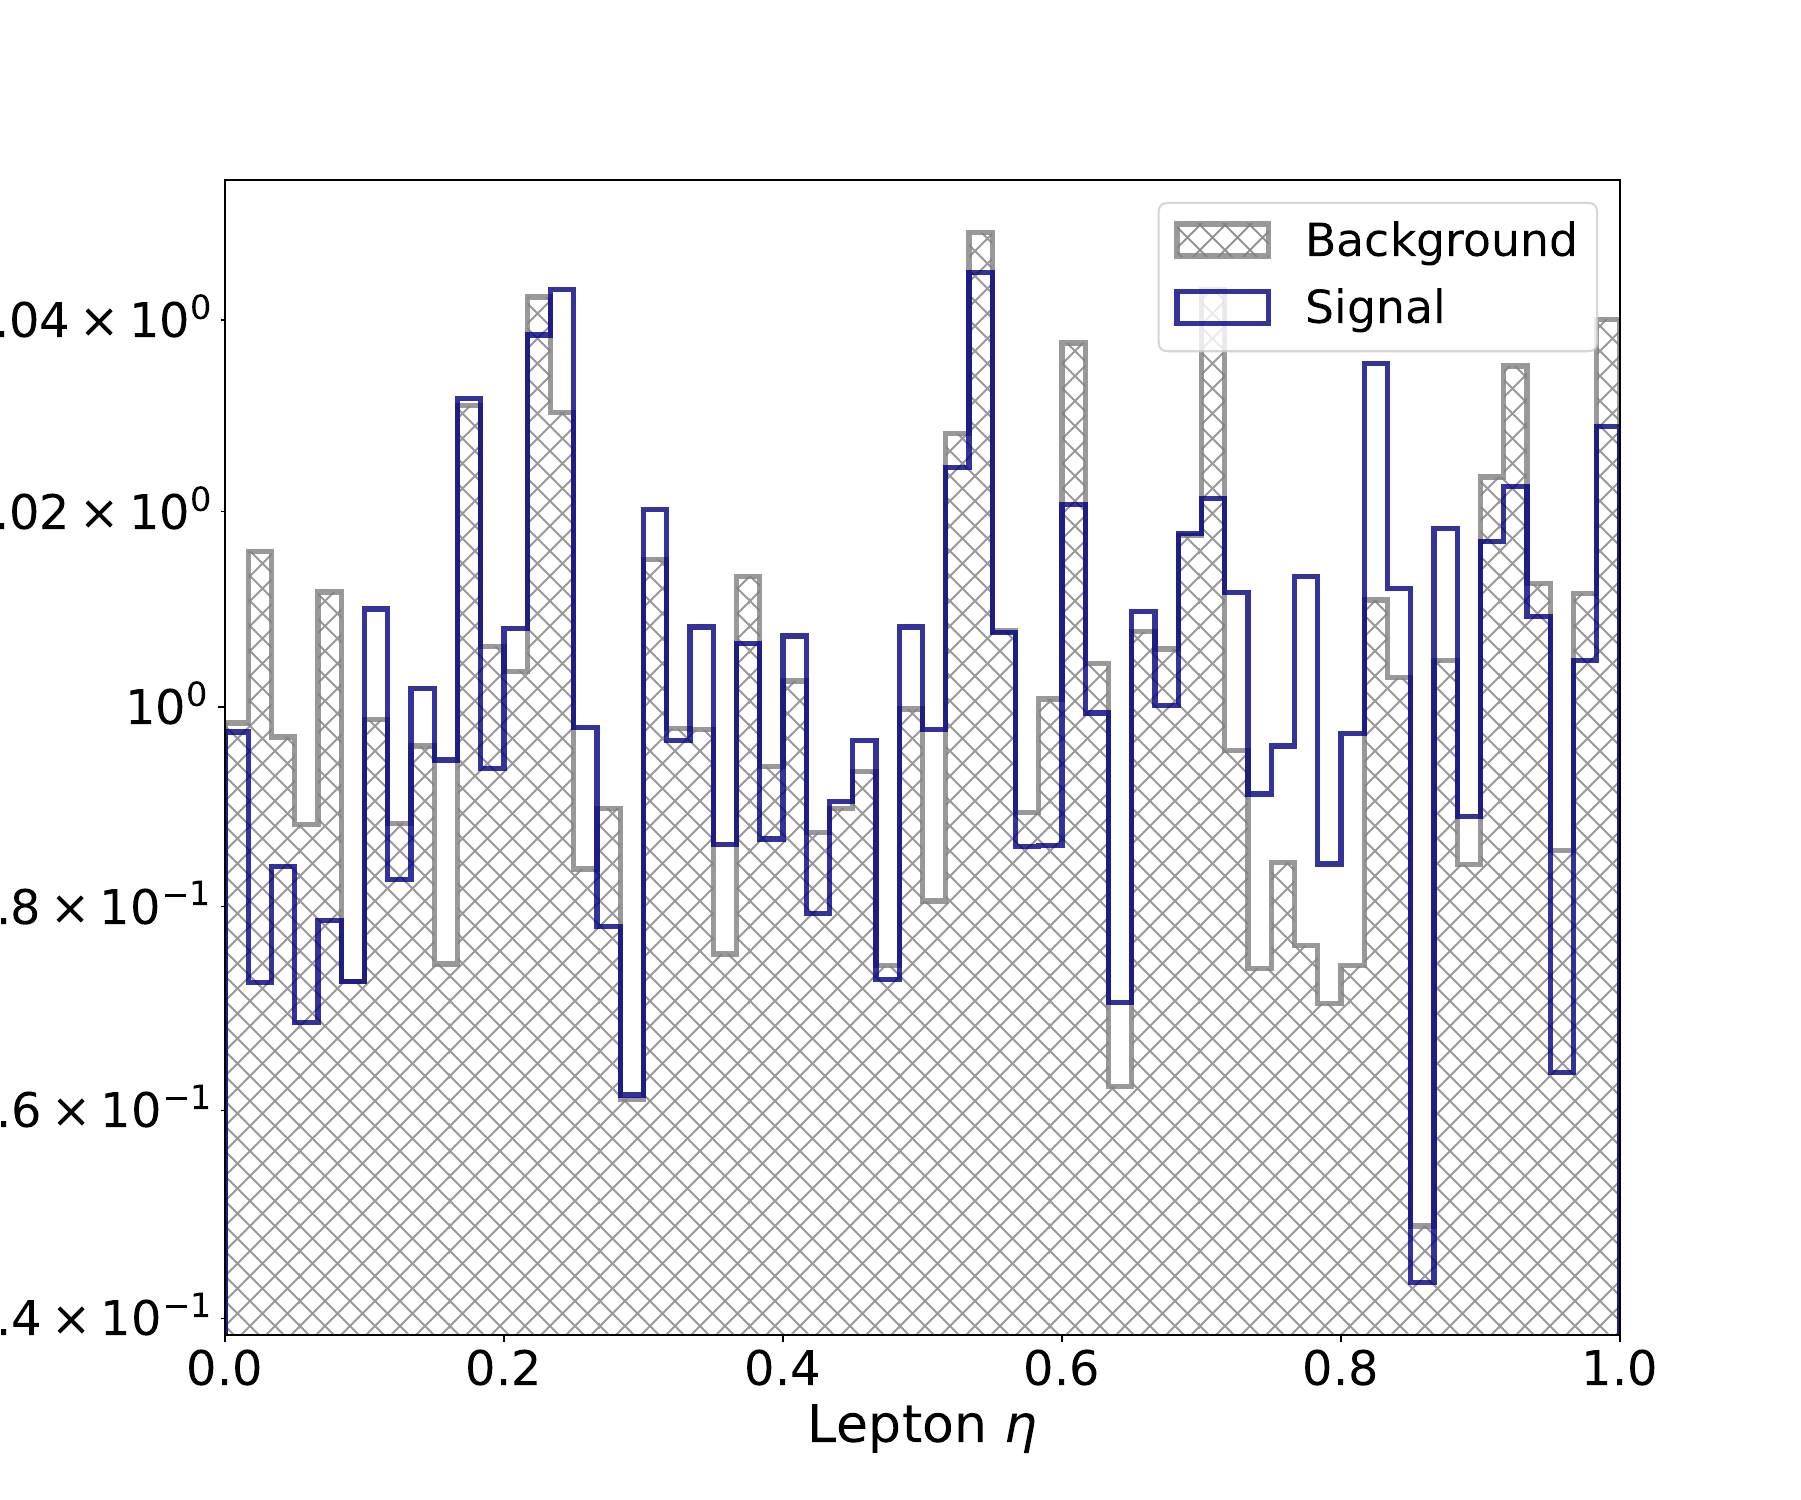 Background
Signal
.04 × 10⁰
.02 × 10⁰
10⁰
.8 × 10⁻¹
.6 × 10⁻¹
.4 × 10⁻¹
0.0 0.2 0.4 0.6 0.8 1.0
Lepton η